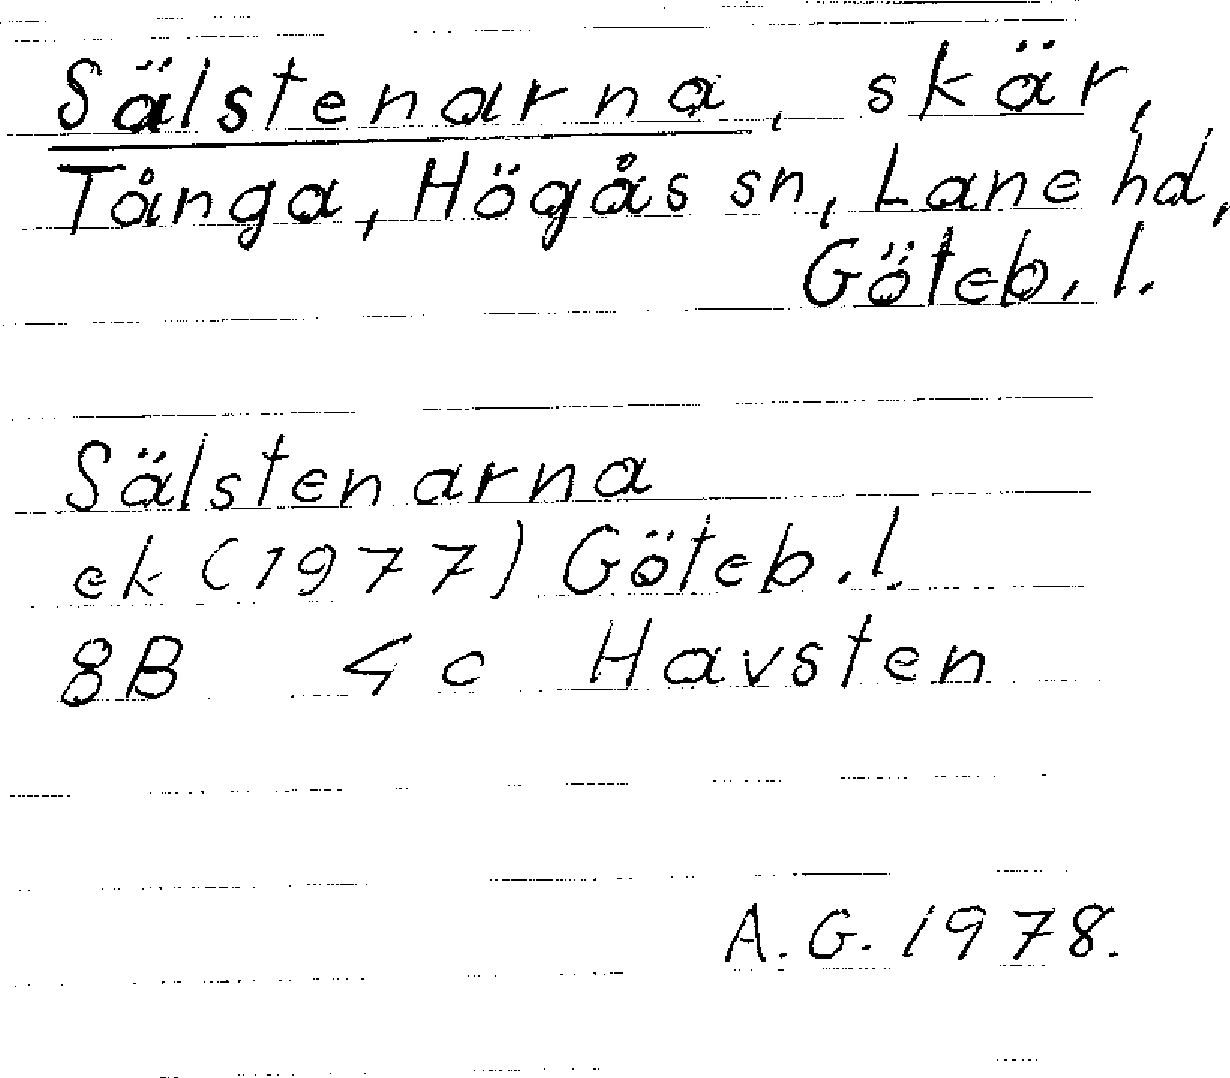 Sälstenarna, skär,
Tånga, Högås sn, Lane hd,
Göteb. l.
Sälstenarna
ek (1977) Göteb. l.
8B 4c Havsten
A.G. 1978.